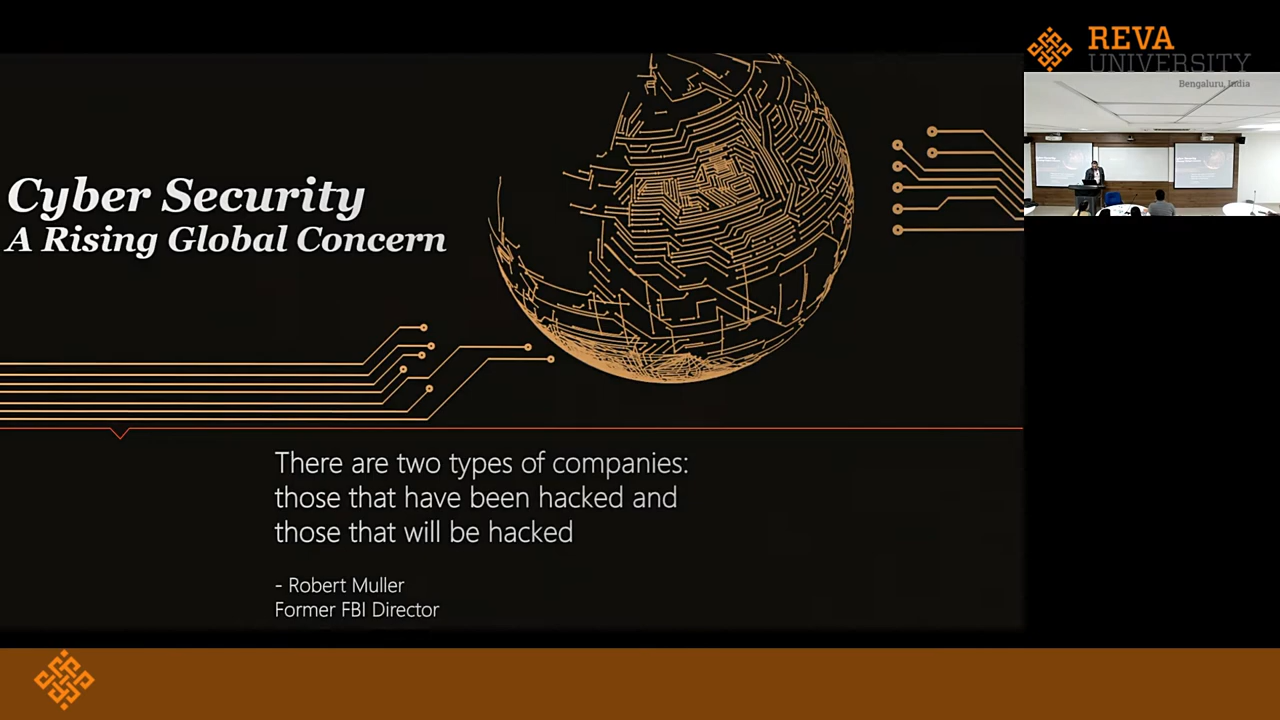 REVA
UNIVERSITY
Bengaluru, India
Cyber Security
A Rising Global Concern
There are two types of companies:
those that have been hacked and
those that will be hacked
- Robert Muller
Former FBI Director